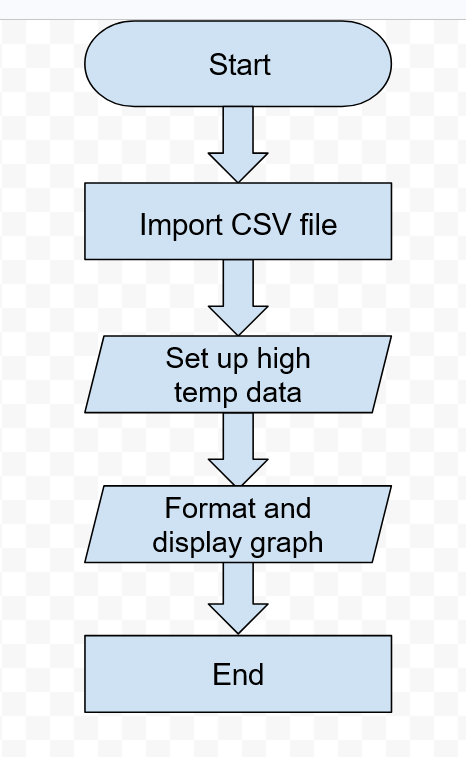 Start
Import CSV file
Set up high
temp data
Format and
display graph
End